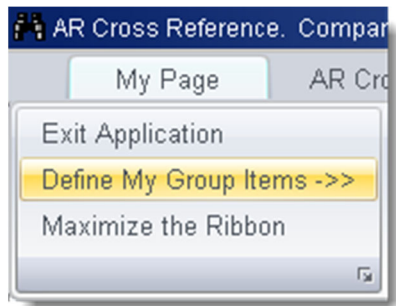 AR Cross Reference. Compar
My Page AR Cro
Exit Application
Define My Group Items ->>
Maximize the Ribbon